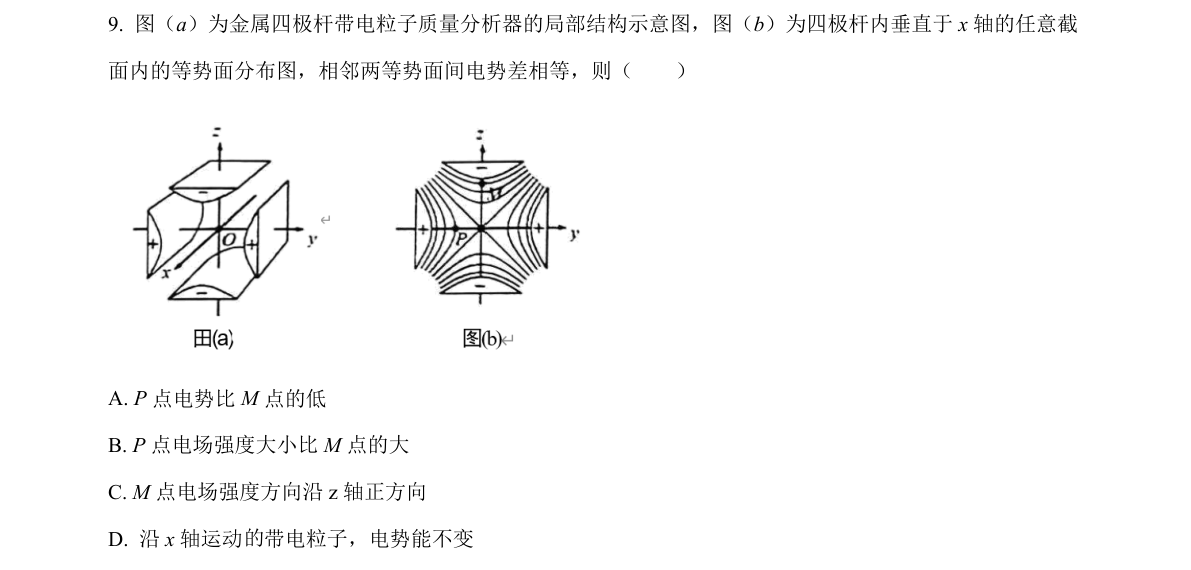 9. 图（a）为金属四极杆带电粒子质量分析器的局部结构示意图，图（b）为四极杆内垂直于 x 轴的任意截
面内的等势面分布图，相邻两等势面间电势差相等，则（　　）
z
−
+
O
+
y
x
−
田(a)
z
−
M
+
P
+
y
−
图(b)
A. P 点电势比 M 点的低
B. P 点电场强度大小比 M 点的大
C. M 点电场强度方向沿 z 轴正方向
D. 沿 x 轴运动的带电粒子，电势能不变